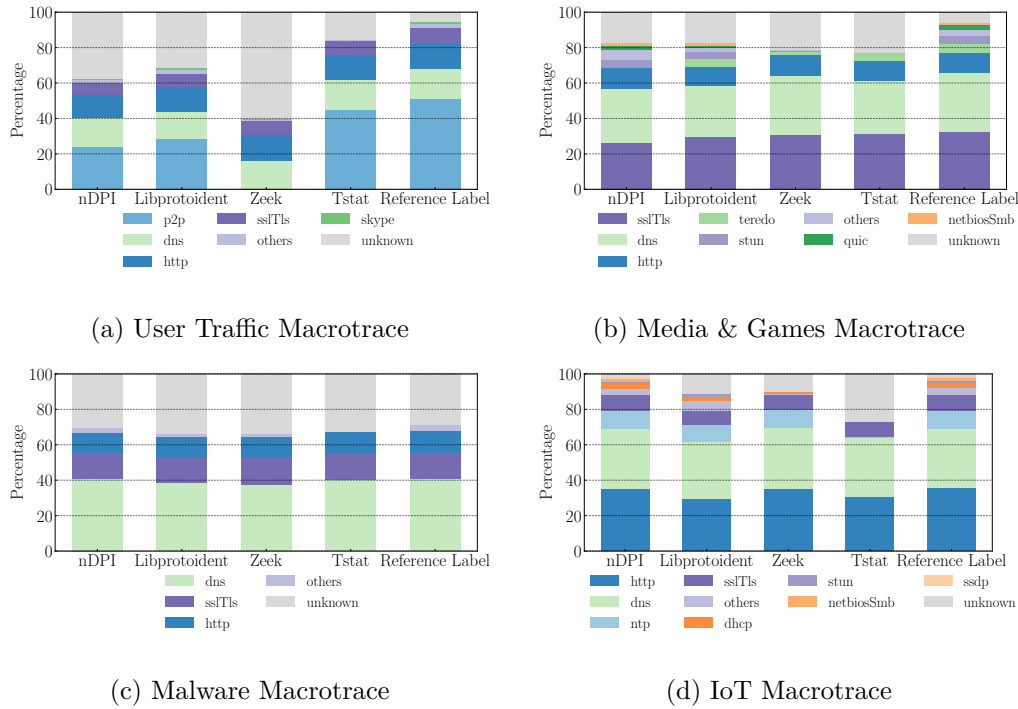 100
80
60
40
20
0
Percentage
nDPI Libprotoident Zeek Tstat Reference Label
p2p sslTls skype
dns others unknown
http
(a) User Traffic Macrotrace
100
80
60
40
20
0
Percentage
nDPI Libprotoident Zeek Tstat Reference Label
sslTls teredo others netbiosSmb
dns stun quic unknown
http
(b) Media & Games Macrotrace
100
80
60
40
20
0
Percentage
nDPI Libprotoident Zeek Tstat Reference Label
dns others
sslTls unknown
http
(c) Malware Macrotrace
100
80
60
40
20
0
Percentage
nDPI Libprotoident Zeek Tstat Reference Label
http sslTls stun ssdp
dns others netbiosSmb unknown
ntp dhcp
(d) IoT Macrotrace